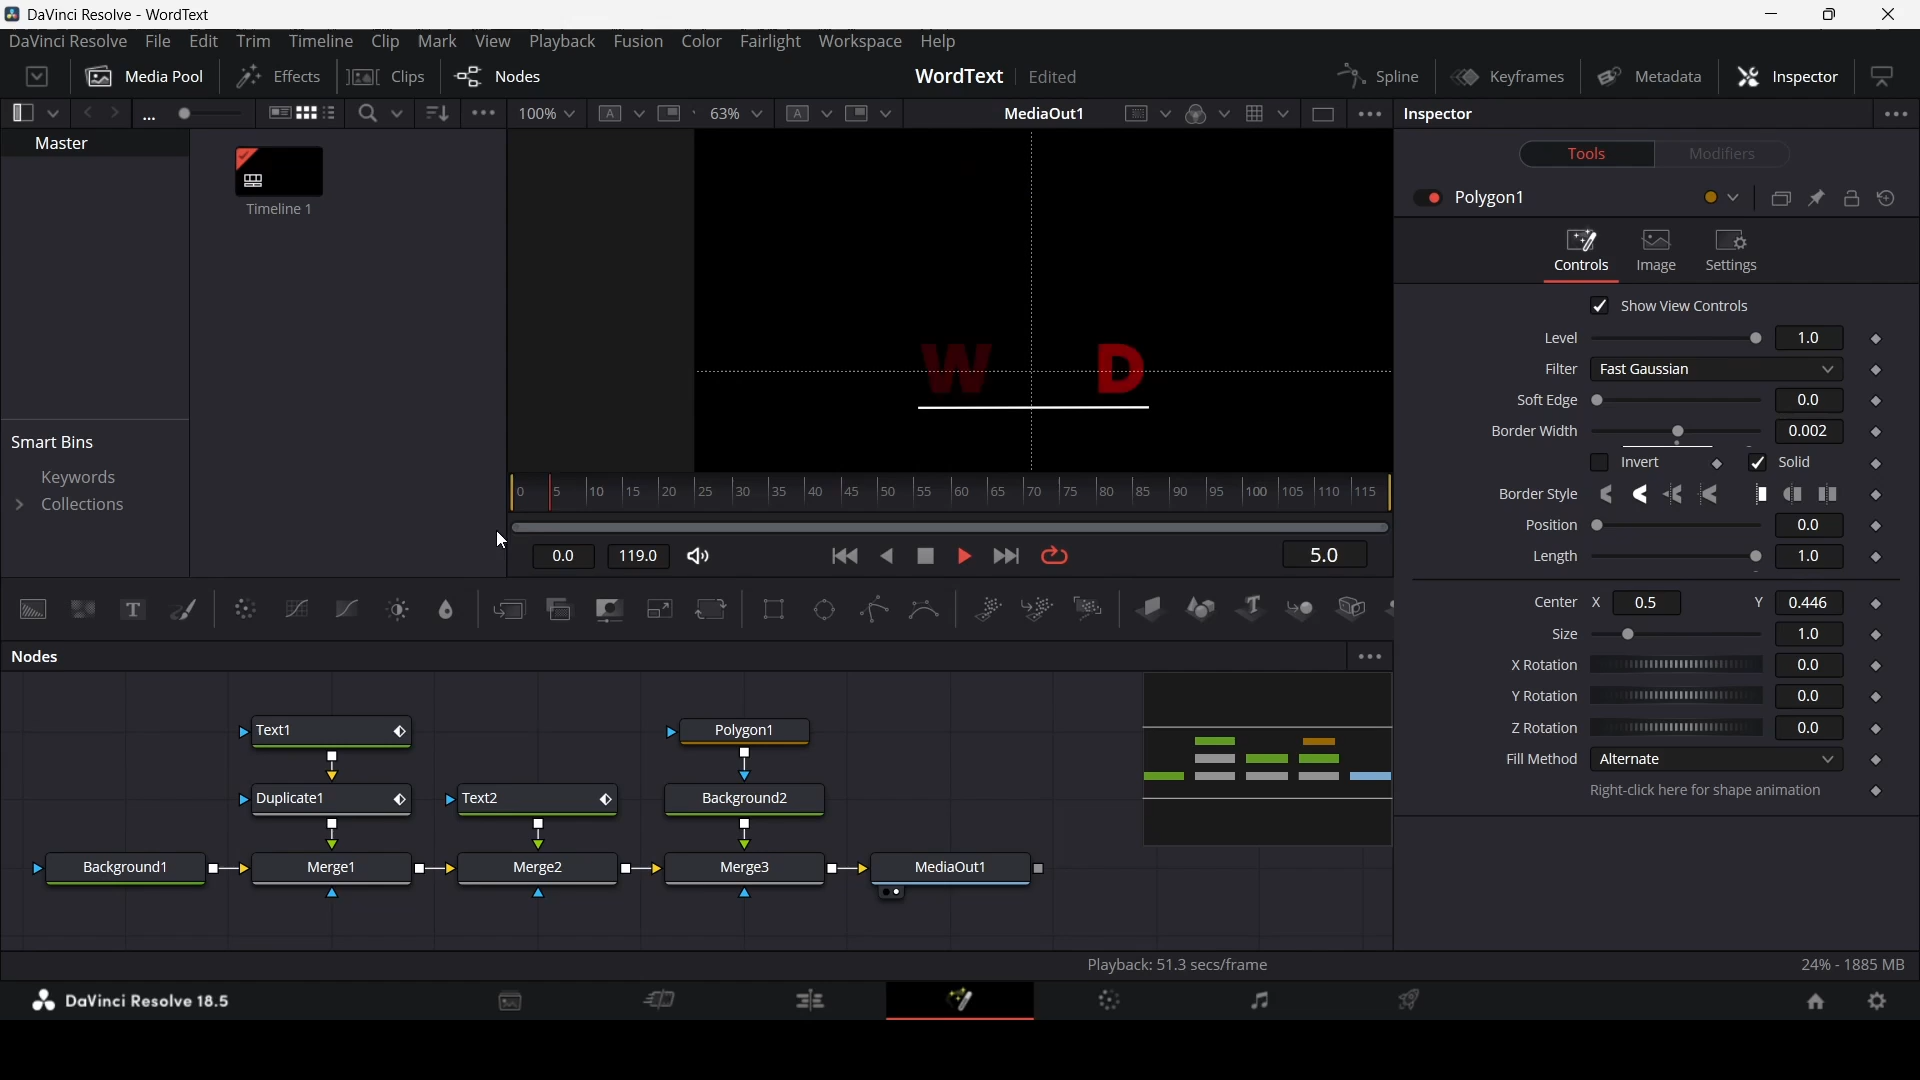 DaVinci Resolve - WordText
DaVinci Resolve File Edit Trim Timeline Clip Mark View Playback Fusion Color Fairlight Workspace Help
Media Pool Effects Clips Nodes WordText Edited Spline Keyframes Metadata Inspector
... 100% A 63% A MediaOut1 Inspector
Master
Timeline 1
Tools Modifiers
Polygon1
Controls Image Settings
Show View Controls
Level 1.0
Filter Fast Gaussian
Soft Edge 0.0
Border Width 0.002
Invert Solid
Border Style
Position 0.0
Length 1.0
Center X 0.5 Y 0.446
Size 1.0
X Rotation 0.0
Y Rotation 0.0
Z Rotation 0.0
Fill Method Alternate
Right-click here for shape animation
W D
Smart Bins
Keywords
Collections
0 5 10 15 20 25 30 35 40 45 50 55 60 65 70 75 80 85 90 95 100 105 110 115
0.0 119.0 5.0
T T
Nodes
Text1 Polygon1
Duplicate1 Text2 Background2
Background1 Merge1 Merge2 Merge3 MediaOut1
Playback: 51.3 secs/frame 24% - 1885 MB
DaVinci Resolve 18.5